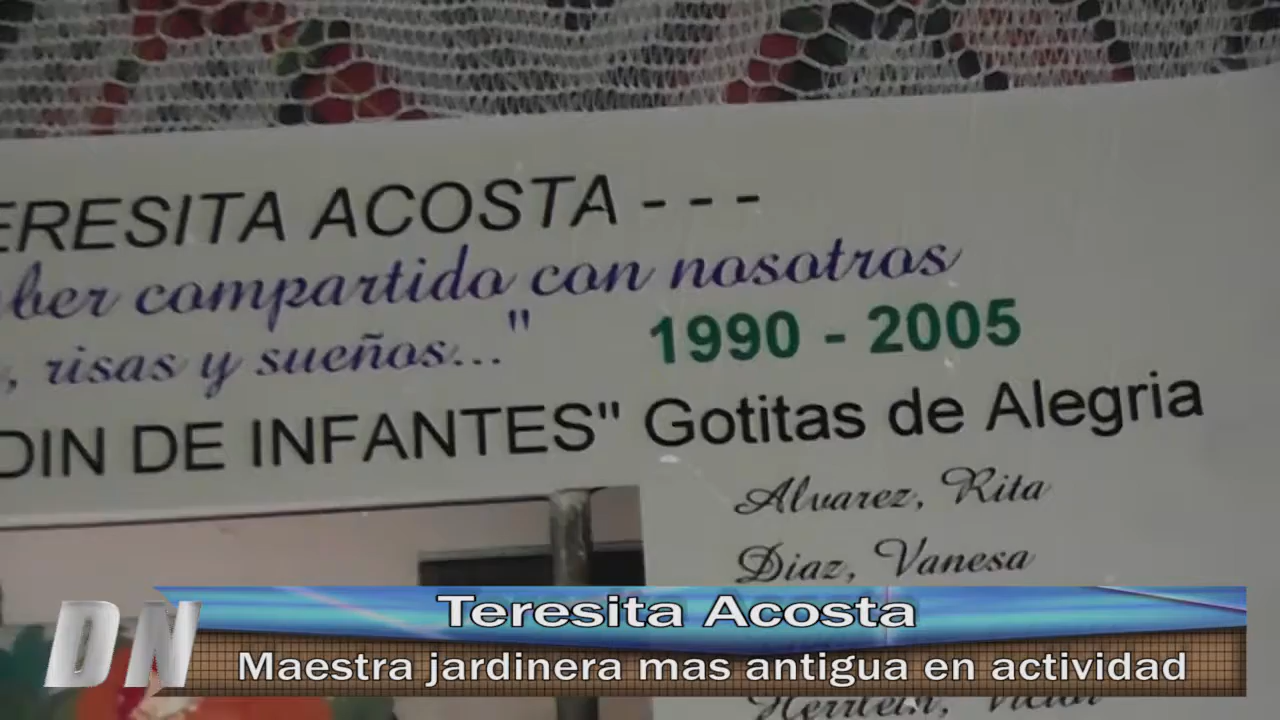 ERESITA ACOSTA - - -
ber compartido con nosotros
, risas y sueños..."
1990 - 2005
DIN DE INFANTES" Gotitas de Alegria
Alvarez, Rita
Diaz, Vanesa
DN
Teresita Acosta
Maestra jardinera mas antigua en actividad